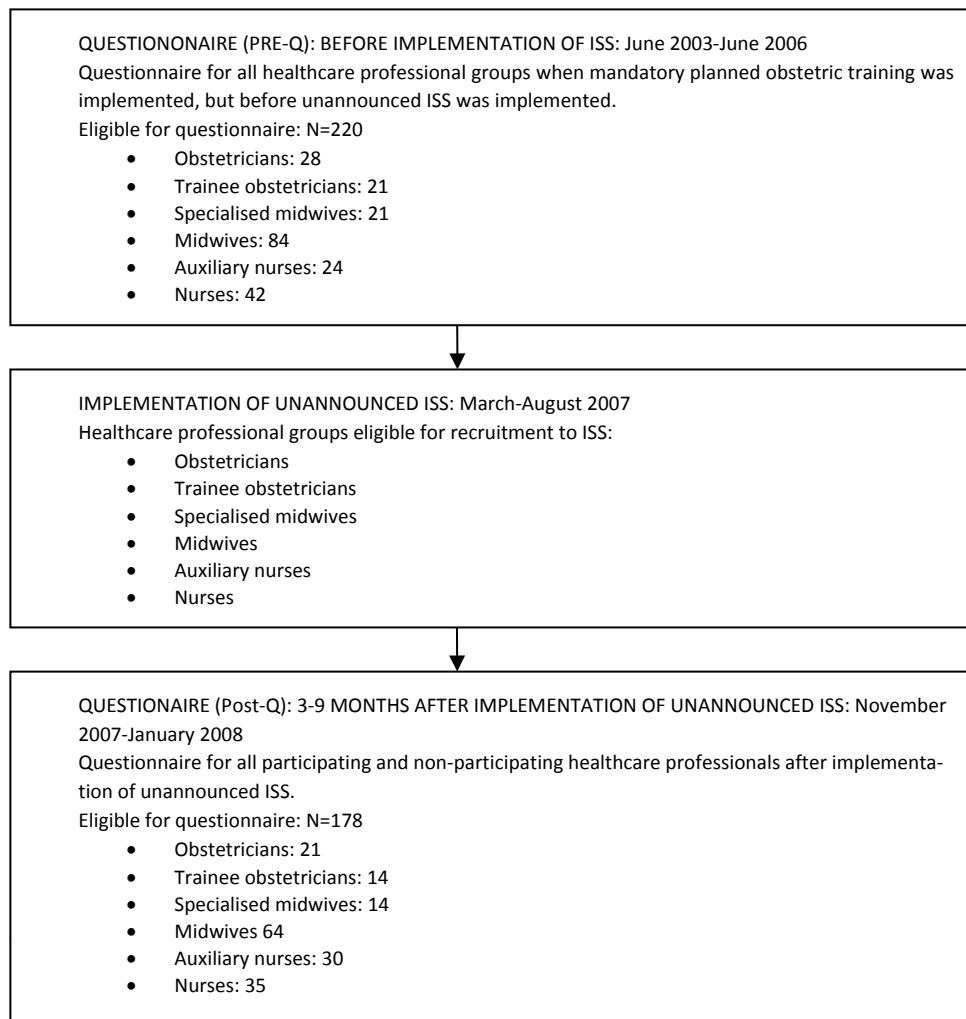 QUESTIONONAIRE (PRE-Q): BEFORE IMPLEMENTATION OF ISS: June 2003-June 2006
Questionnaire for all healthcare professional groups when mandatory planned obstetric training was
implemented, but before unannounced ISS was implemented.
Eligible for questionnaire: N=220
• Obstetricians: 28
• Trainee obstetricians: 21
• Specialised midwives: 21
• Midwives: 84
• Auxiliary nurses: 24
• Nurses: 42
IMPLEMENTATION OF UNANNOUNCED ISS: March-August 2007
Healthcare professional groups eligible for recruitment to ISS:
• Obstetricians
• Trainee obstetricians
• Specialised midwives
• Midwives
• Auxiliary nurses
• Nurses
QUESTIONAIRE (Post-Q): 3-9 MONTHS AFTER IMPLEMENTATION OF UNANNOUNCED ISS: November
2007-January 2008
Questionnaire for all participating and non-participating healthcare professionals after implementa-
tion of unannounced ISS.
Eligible for questionnaire: N=178
• Obstetricians: 21
• Trainee obstetricians: 14
• Specialised midwives: 14
• Midwives 64
• Auxiliary nurses: 30
• Nurses: 35